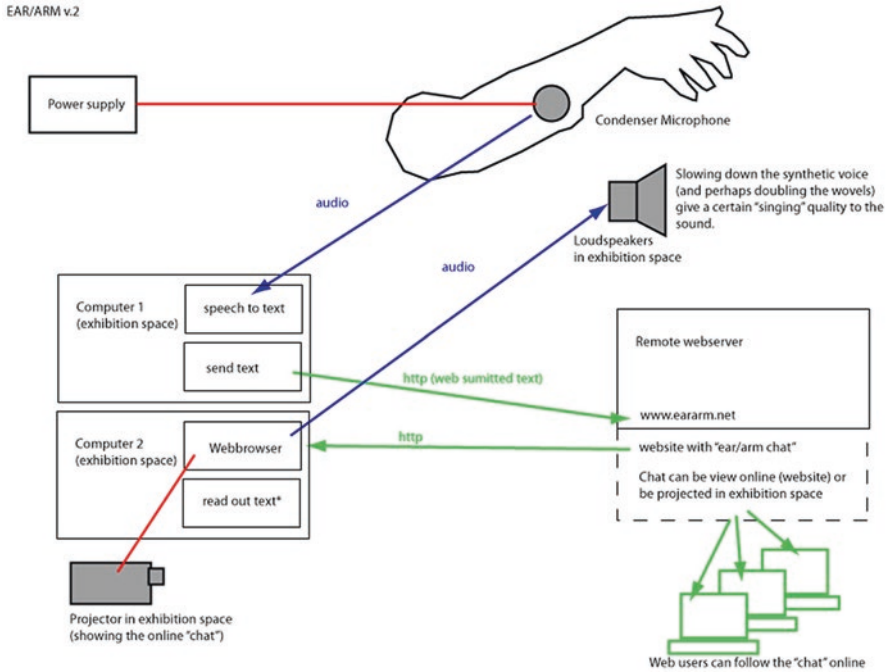 EAR/ARM v.2
Power supply
Condenser Microphone
audio
Slowing down the synthetic voice
(and perhaps doubling the wovels)
give a certain "singing" quality to the
sound.
Loudspeakers
in exhibition space
audio
Computer 1
(exhibition space)
speech to text
send text
http (web sumitted text)
Remote webserver
www.eararm.net
Computer 2
(exhibition space)
Webbrowser
read out text*
http
website with "ear/arm chat"
Chat can be view online (website) or
be projected in exhibition space
Projector in exhibition space
(showing the online "chat")
Web users can follow the "chat" online